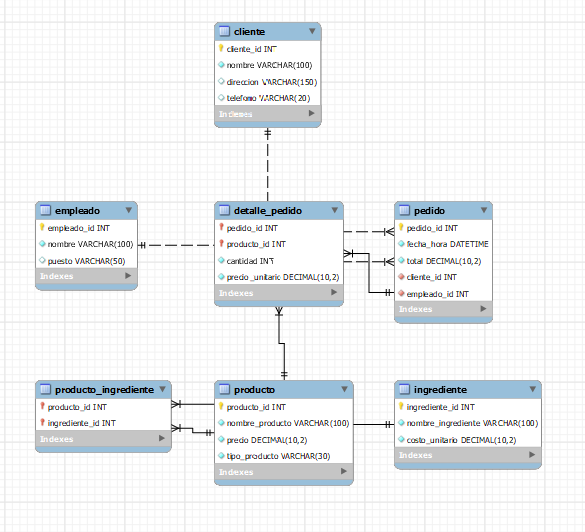 cliente
cliente_id INT
nombre VARCHAR(100)
direccion VARCHAR(150)
telefono VARCHAR(20)
Indexes
empleado
empleado_id INT
nombre VARCHAR(100)
puesto VARCHAR(50)
Indexes
detalle_pedido
pedido_id INT
producto_id INT
cantidad INT
precio_unitario DECIMAL(10,2)
Indexes
pedido
pedido_id INT
fecha_hora DATETIME
total DECIMAL(10,2)
cliente_id INT
empleado_id INT
Indexes
producto_ingrediente
producto_id INT
ingrediente_id INT
Indexes
producto
producto_id INT
nombre_producto VARCHAR(100)
precio DECIMAL(10,2)
tipo_producto VARCHAR(30)
Indexes
ingrediente
ingrediente_id INT
nombre_ingrediente VARCHAR(100)
costo_unitario DECIMAL(10,2)
Indexes